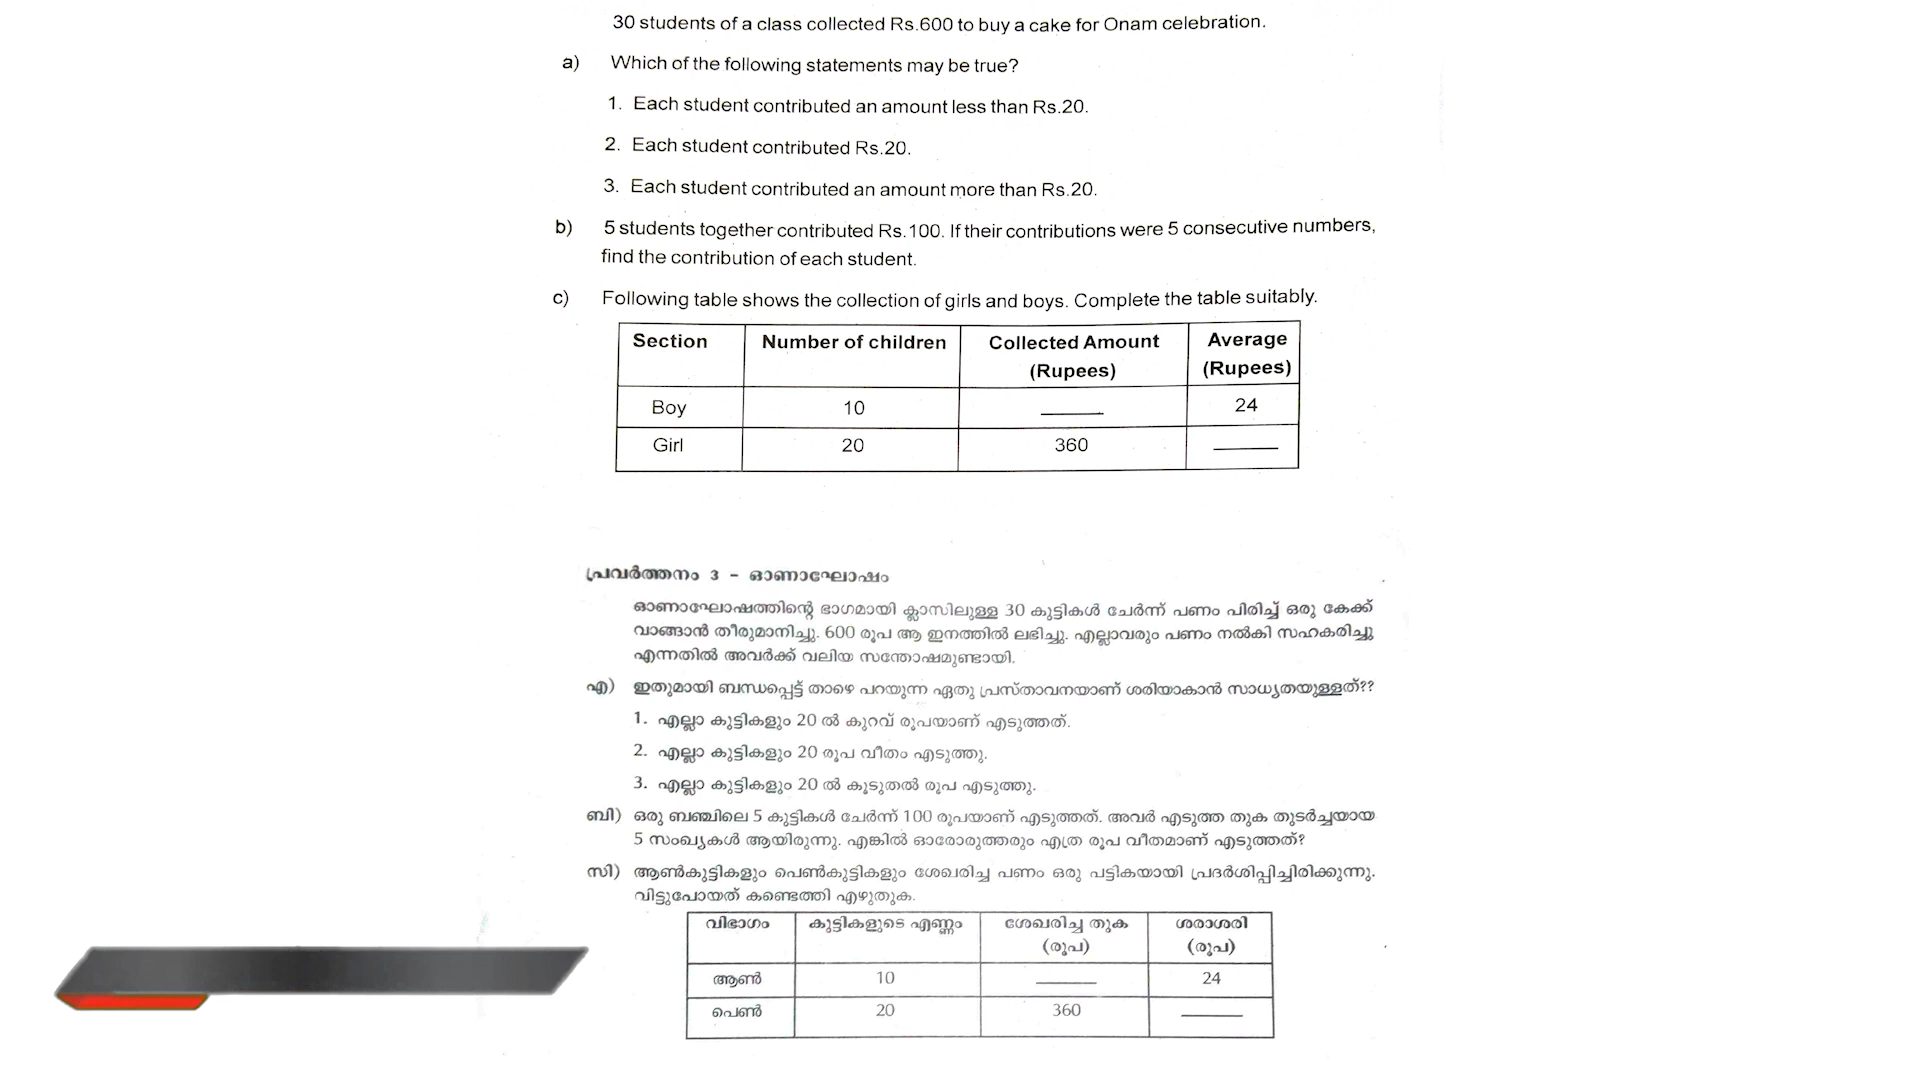 30 students of a class collected Rs.600 to buy a cake for Onam celebration.
a) Which of the following statements may be true?
1. Each student contributed an amount less than Rs.20.
2. Each student contributed Rs.20.
3. Each student contributed an amount more than Rs.20.
b) 5 students together contributed Rs.100. If their contributions were 5 consecutive numbers,
find the contribution of each student.
c) Following table shows the collection of girls and boys. Complete the table suitably.
Section Number of children Collected Amount (Rupees) Average (Rupees)
Boy 10 _____ 24
Girl 20 360 _____
പ്രവർത്തനം 3 - ഓണാഘോഷം
ഓണാഘോഷത്തിന്റെ ഭാഗമായി ക്ലാസിലുള്ള 30 കുട്ടികൾ ചേർന്ന് പണം പിരിച്ച് ഒരു കേക്ക്
വാങ്ങാൻ തീരുമാനിച്ചു. 600 രൂപ ആ ഇനത്തിൽ ലഭിച്ചു. എല്ലാവരും പണം നൽകി സഹകരിച്ചു
എന്നതിൽ അവർക്ക് വലിയ സന്തോഷമുണ്ടായി.
എ) ഇതുമായി ബന്ധപ്പെട്ട് താഴെ പറയുന്ന ഏതു പ്രസ്താവനയാണ് ശരിയാകാൻ സാധ്യതയുള്ളത്??
1. എല്ലാ കുട്ടികളും 20 ൽ കുറവ് രൂപയാണ് എടുത്തത്.
2. എല്ലാ കുട്ടികളും 20 രൂപ വീതം എടുത്തു.
3. എല്ലാ കുട്ടികളും 20 ൽ കൂടുതൽ രൂപ എടുത്തു.
ബി) ഒരു ബഞ്ചിലെ 5 കുട്ടികൾ ചേർന്ന് 100 രൂപയാണ് എടുത്തത്. അവർ എടുത്ത തുക തുടർച്ചയായ
5 സംഖ്യകൾ ആയിരുന്നു. എങ്കിൽ ഓരോരുത്തരും എത്ര രൂപ വീതമാണ് എടുത്തത്?
സി) ആൺകുട്ടികളും പെൺകുട്ടികളും ശേഖരിച്ച പണം ഒരു പട്ടികയായി പ്രദർശിപ്പിച്ചിരിക്കുന്നു.
വിട്ടുപോയത് കണ്ടെത്തി എഴുതുക.
വിഭാഗം കുട്ടികളുടെ എണ്ണം ശേഖരിച്ച തുക (രൂപ) ശരാശരി (രൂപ)
ആൺ 10 _____ 24
പെൺ 20 360 _____